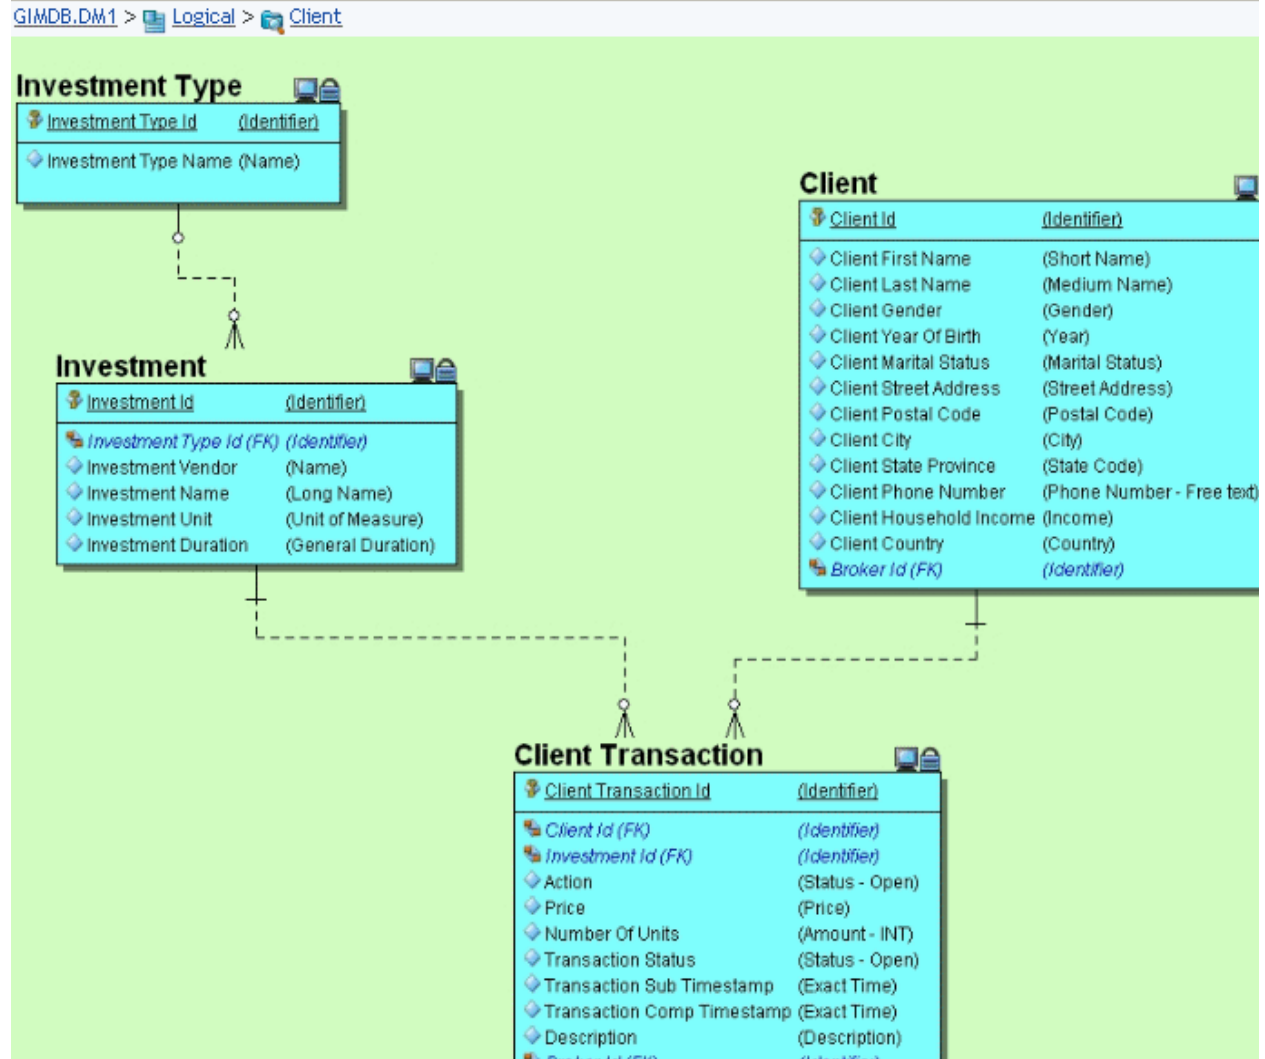 GIMDB.DM1 > Logical > Client
Investment Type
Investment Type Id (Identifier)
Investment Type Name (Name)
Client
Client Id (Identifier)
Client First Name (Short Name)
Client Last Name (Medium Name)
Client Gender (Gender)
Client Year Of Birth (Year)
Client Marital Status (Marital Status)
Client Street Address (Street Address)
Client Postal Code (Postal Code)
Client City (City)
Client State Province (State Code)
Client Phone Number (Phone Number - Free text)
Client Household Income (Income)
Client Country (Country)
Broker Id (FK) (Identifier)
Investment
Investment Id (Identifier)
Investment Type Id (FK) (Identifier)
Investment Vendor (Name)
Investment Name (Long Name)
Investment Unit (Unit of Measure)
Investment Duration (General Duration)
Client Transaction
Client Transaction Id (Identifier)
Client Id (FK) (Identifier)
Investment Id (FK) (Identifier)
Action (Status - Open)
Price (Price)
Number Of Units (Amount - INT)
Transaction Status (Status - Open)
Transaction Sub Timestamp (Exact Time)
Transaction Comp Timestamp (Exact Time)
Description (Description)